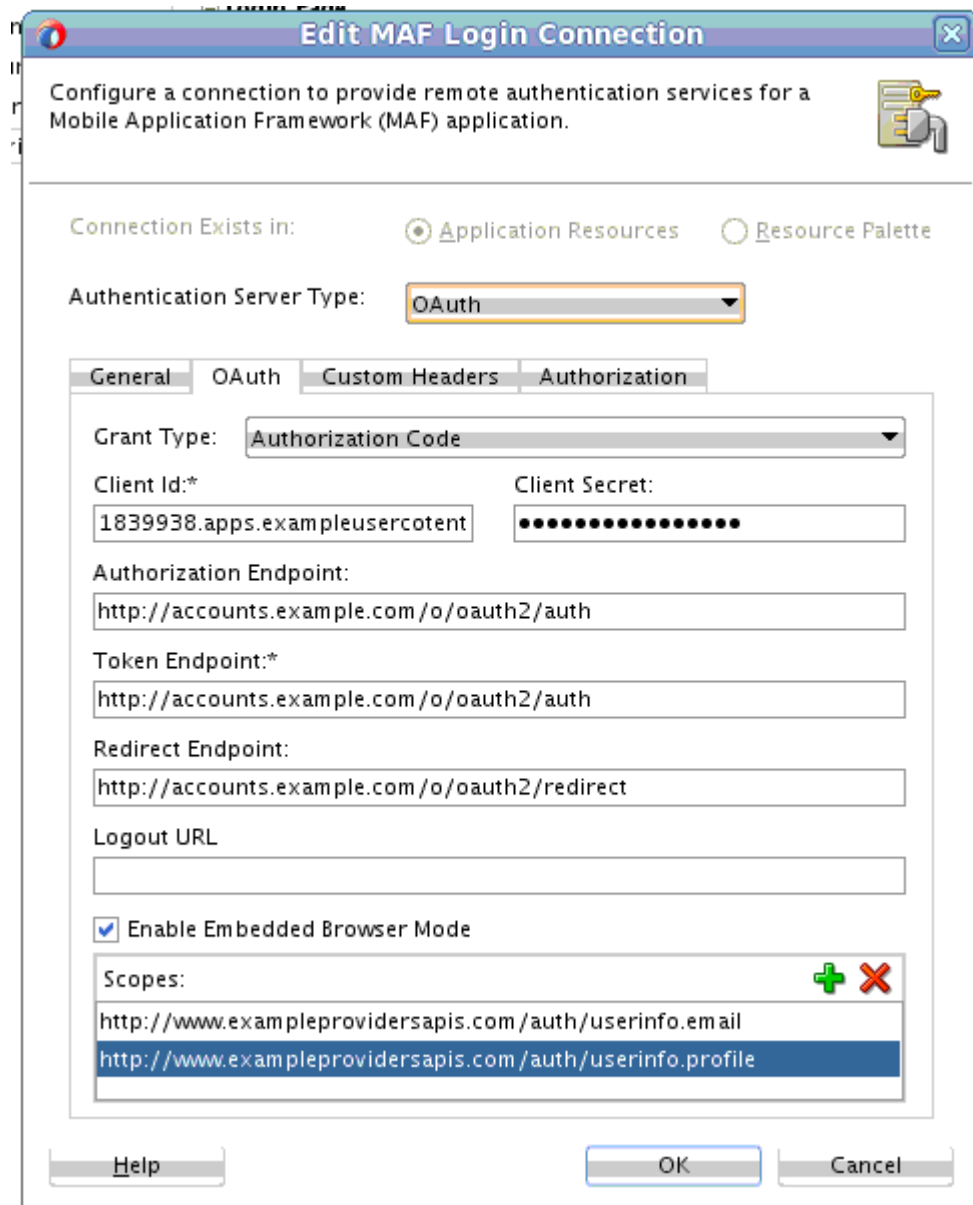 Edit MAF Login Connection
Configure a connection to provide remote authentication services for a
Mobile Application Framework (MAF) application.
Connection Exists in: Application Resources Resource Palette
Authentication Server Type: OAuth
General OAuth Custom Headers Authorization
Grant Type: Authorization Code
Client Id:* Client Secret:
1839938.apps.exampleusercotent ●●●●●●●●●●●●●●●●
Authorization Endpoint:
http://accounts.example.com/o/oauth2/auth
Token Endpoint:*
http://accounts.example.com/o/oauth2/auth
Redirect Endpoint:
http://accounts.example.com/o/oauth2/redirect
Logout URL
Enable Embedded Browser Mode
Scopes:
http://www.exampleprovidersapis.com/auth/userinfo.email
http://www.exampleprovidersapis.com/auth/userinfo.profile
Help OK Cancel